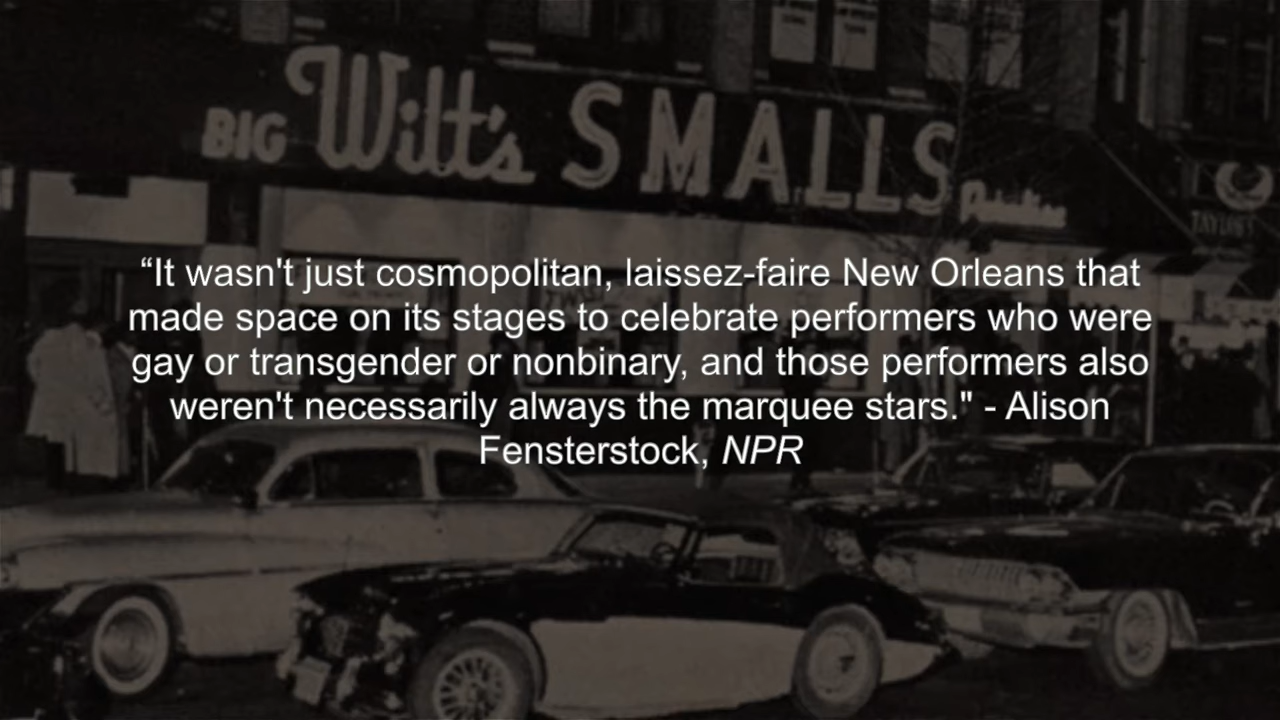 BIG Wilt's SMALLS Paradise
“It wasn't just cosmopolitan, laissez-faire New Orleans that
made space on its stages to celebrate performers who were
gay or transgender or nonbinary, and those performers also
weren't necessarily always the marquee stars." - Alison
Fensterstock, NPR